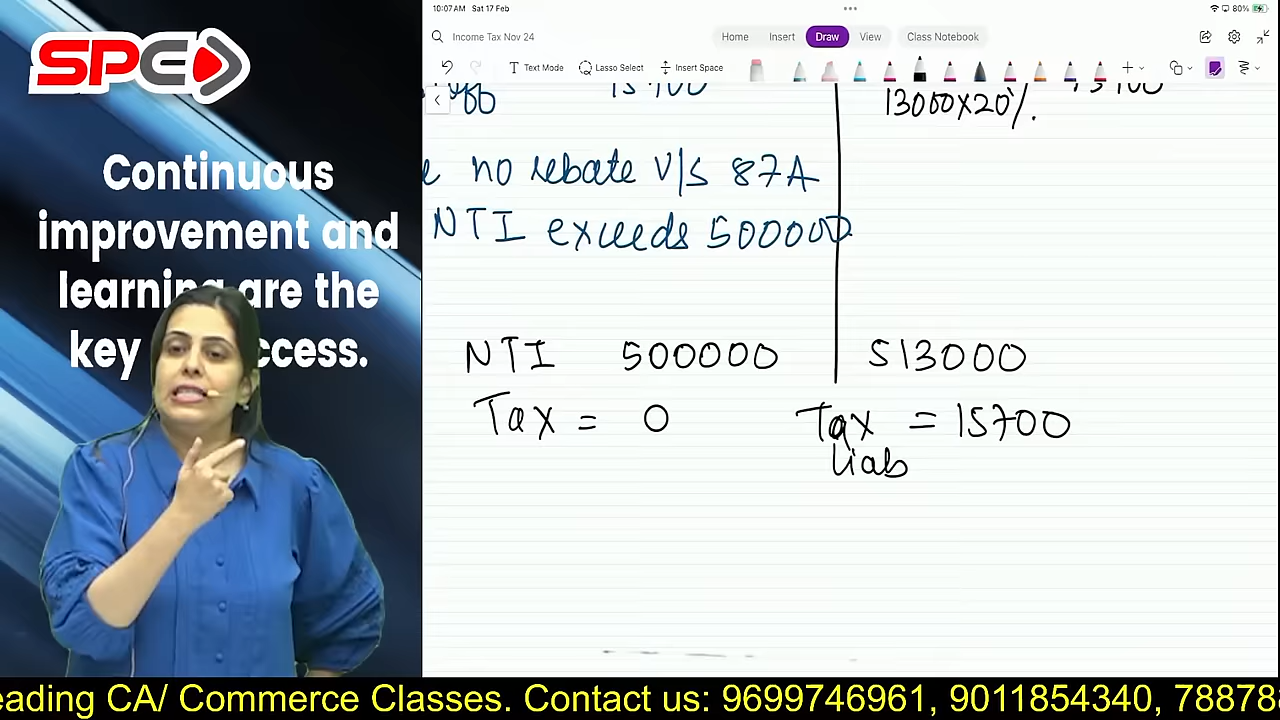 SPE
Continuous
improvement and
learning are the
key
ccess.
10:07 AM Sat 17 Feb
80%
Income Tax Nov 24
Home Insert Draw View Class Notebook
Text Mode Lasso Select Insert Space
13000X20%.
no rebate V/S 87A
NTI exceeds 500000
NTI 500000 513000
Tax = 0 Tax = 15700
liab
eading CA/ Commerce Classes. Contact us: 9699746961, 9011854340, 78878